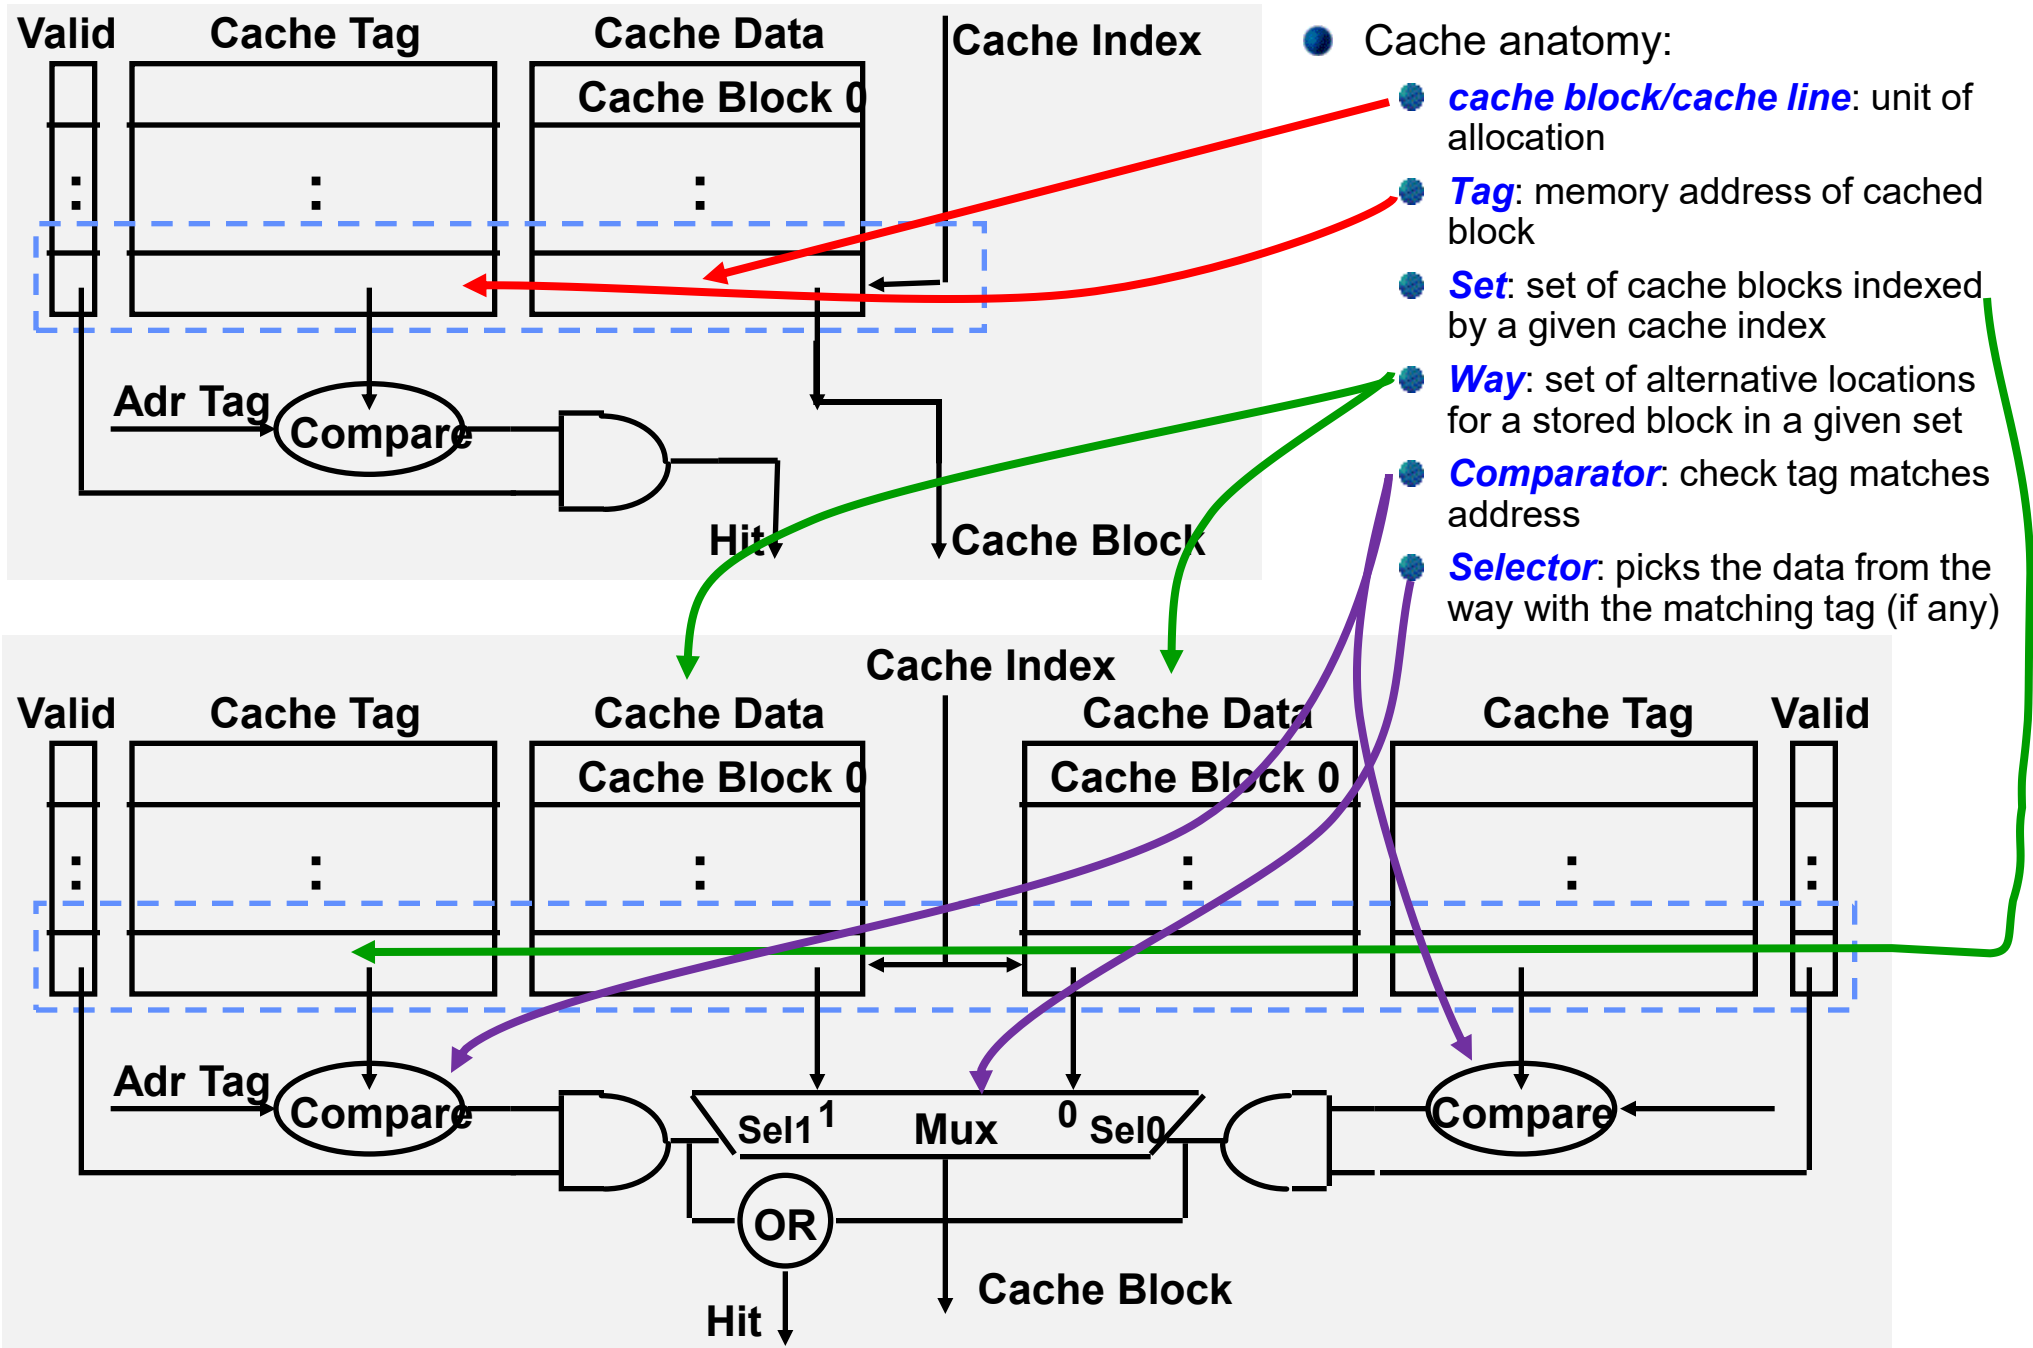 Valid
Cache Tag
Cache Data
Cache Index
Cache Block 0
:
:
:
Adr Tag
Compare
Hit
Cache Block
Cache anatomy:
cache block/cache line: unit of
allocation
Tag: memory address of cached
block
Set: set of cache blocks indexed
by a given cache index
Way: set of alternative locations
for a stored block in a given set
Comparator: check tag matches
address
Selector: picks the data from the
way with the matching tag (if any)
Cache Index
Valid
Cache Tag
Cache Data
Cache Data
Cache Tag
Valid
Cache Block 0
Cache Block 0
:
:
:
:
:
:
Adr Tag
Compare
Sel1
1
Mux
0
Sel0
Compare
OR
Cache Block
Hit